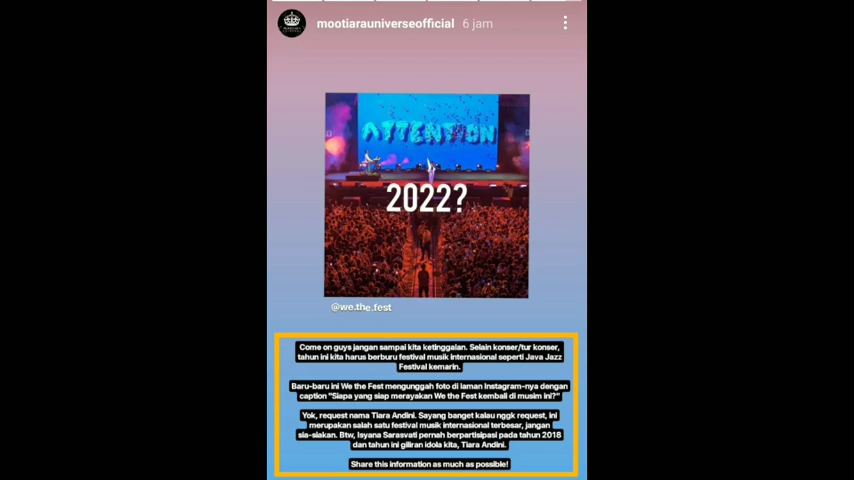 mootiarauniverseofficial 6 jam
ATTENTION
2022?
@we.the.fest
Come on guys jangan sampai kita ketinggalan. Selain konser/tur konser,
tahun ini kita harus berburu festival musik internasional seperti Java Jazz
Festival kemarin.
Baru-baru ini We the Fest mengunggah foto di laman Instagram-nya dengan
caption "Siapa yang siap merayakan We the Fest kembali di musim ini?"
Yok, request nama Tiara Andini. Sayang banget kalau nggk request, ini
merupakan salah satu festival musik internasional terbesar, jangan
sia-siakan. Btw, Isyana Sarasvati pernah berpartisipasi pada tahun 2018
dan tahun ini giliran idola kita, Tiara Andini.
Share this information as much as possible!